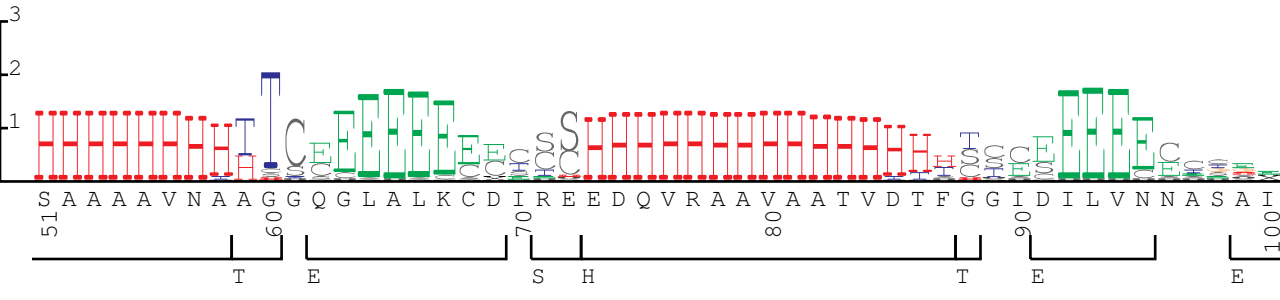 3
2
1
S A A A A V N A A G G Q G L A L K C D I R E E D Q V R A A V A A T V D T F G G I D I L V N N A S A I
51 60 70 80 90 100
T E S H T E E